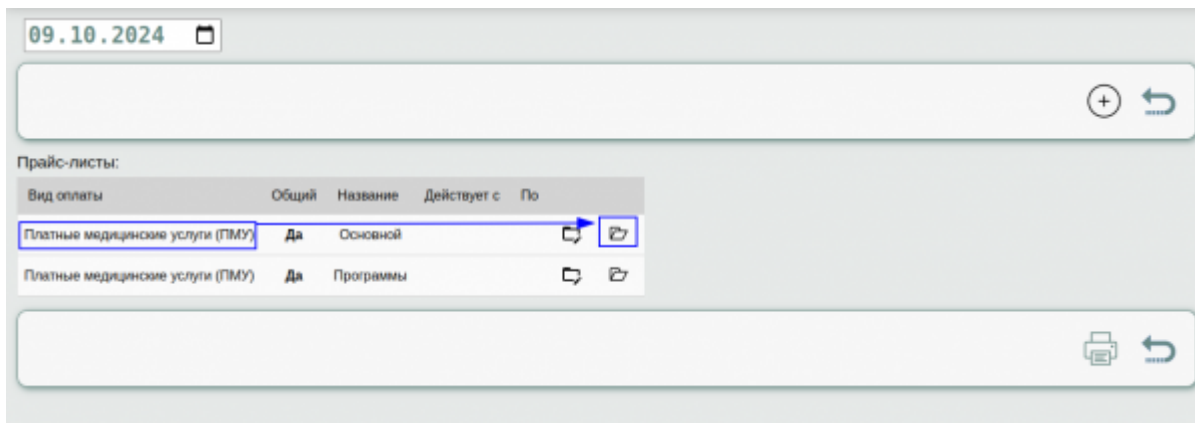 09.10.2024
Прайс-листы:
Вид оплаты Общий Название Действует с По
Платные медицинские услуги (ПМУ) Да Основной
Платные медицинские услуги (ПМУ) Да Программы